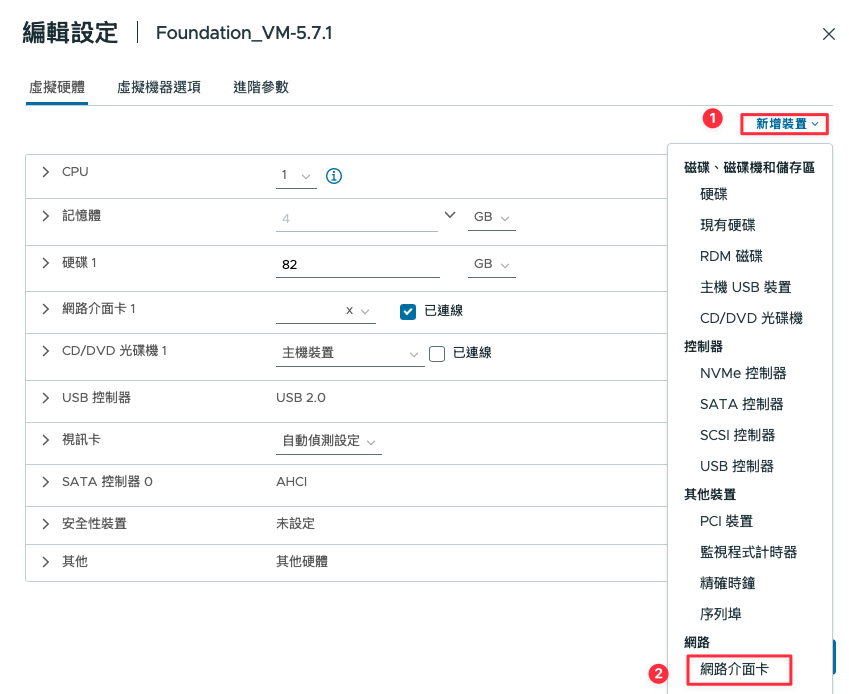 編輯設定 | Foundation_VM-5.7.1
虛擬硬體 虛擬機器選項 進階參數
1 新增裝置
CPU 1
記憶體 4 GB
硬碟 1 82 GB
網路介面卡 1 x 已連線
CD/DVD 光碟機 1 主機裝置 已連線
USB 控制器 USB 2.0
視訊卡 自動偵測設定
SATA 控制器 0 AHCI
安全性裝置 未設定
其他 其他硬體
磁碟、磁碟機和儲存區
硬碟
現有硬碟
RDM 磁碟
主機 USB 裝置
CD/DVD 光碟機
控制器
NVMe 控制器
SATA 控制器
SCSI 控制器
USB 控制器
其他裝置
PCI 裝置
監視程式計時器
精確時鐘
序列埠
網路
2 網路介面卡